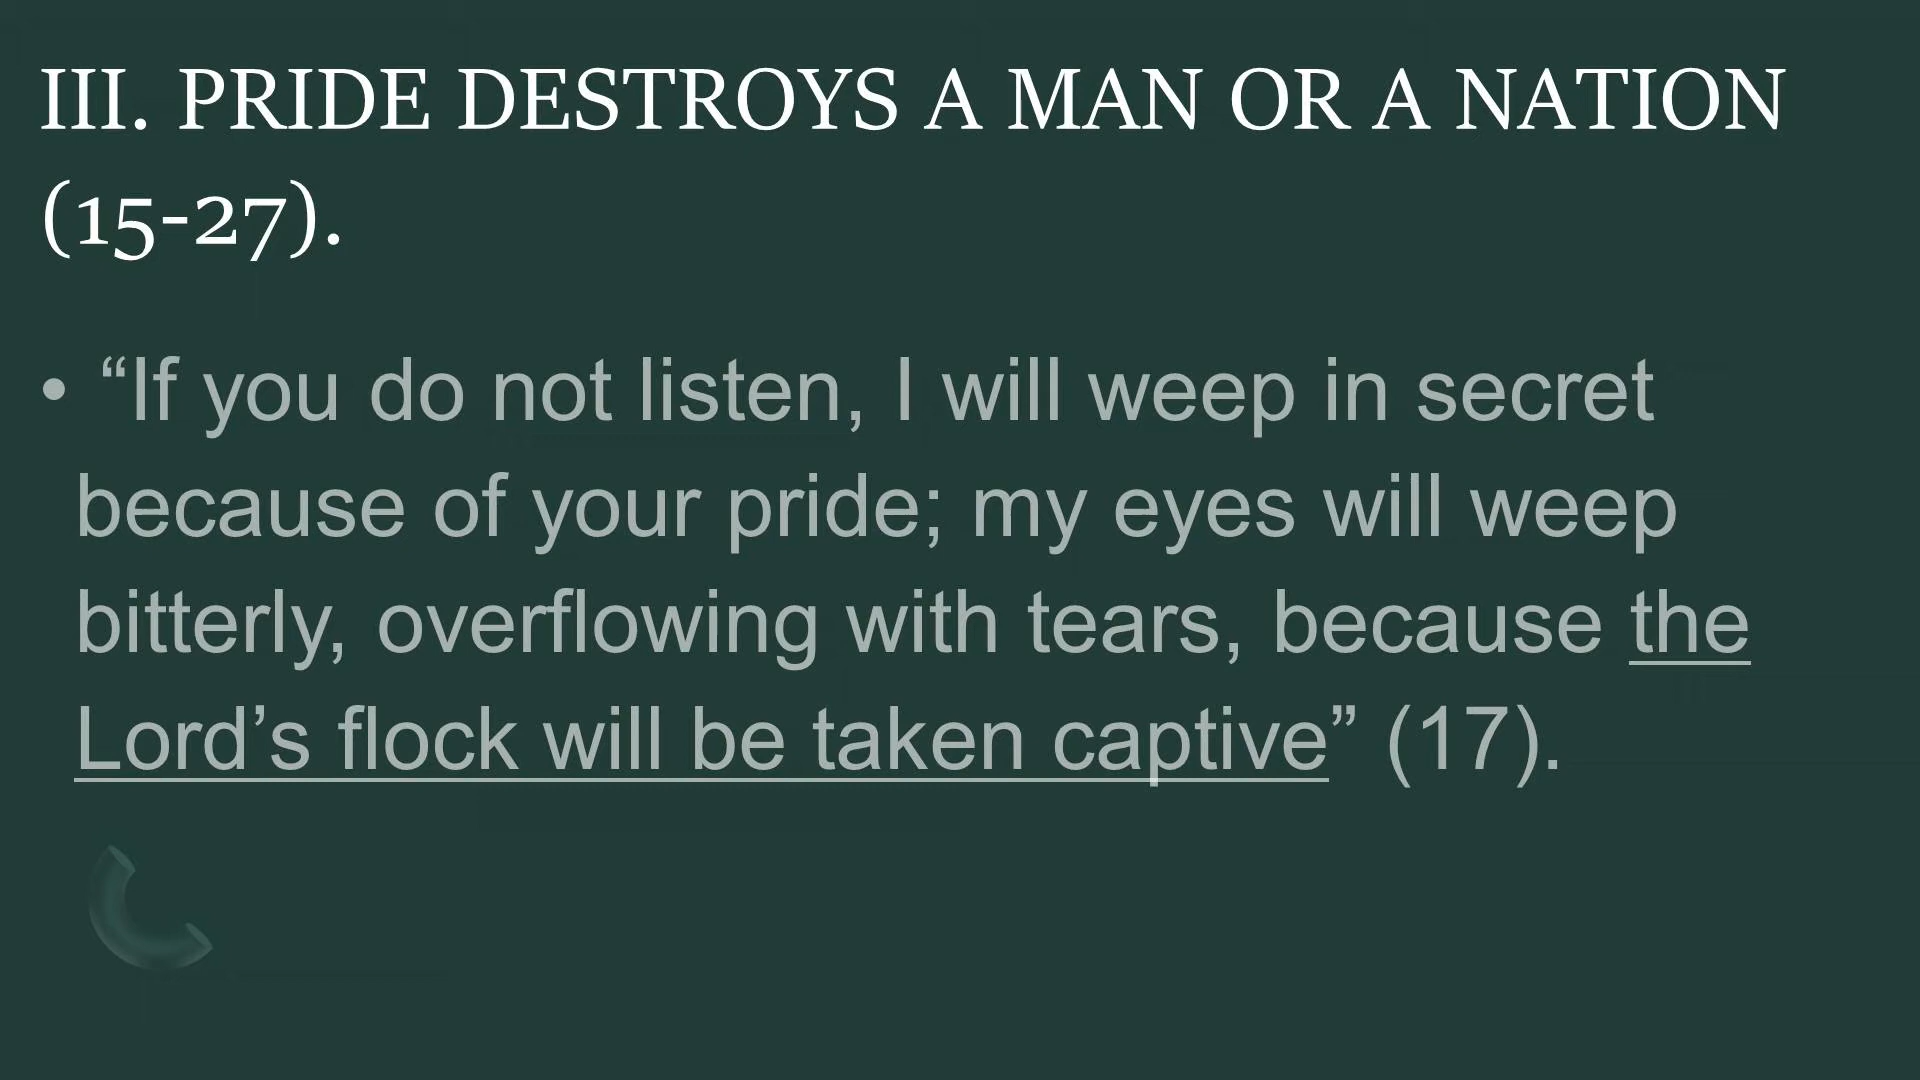 III. PRIDE DESTROYS A MAN OR A NATION
(15-27).
• “If you do not listen, I will weep in secret
because of your pride; my eyes will weep
bitterly, overflowing with tears, because the
Lord’s flock will be taken captive” (17).